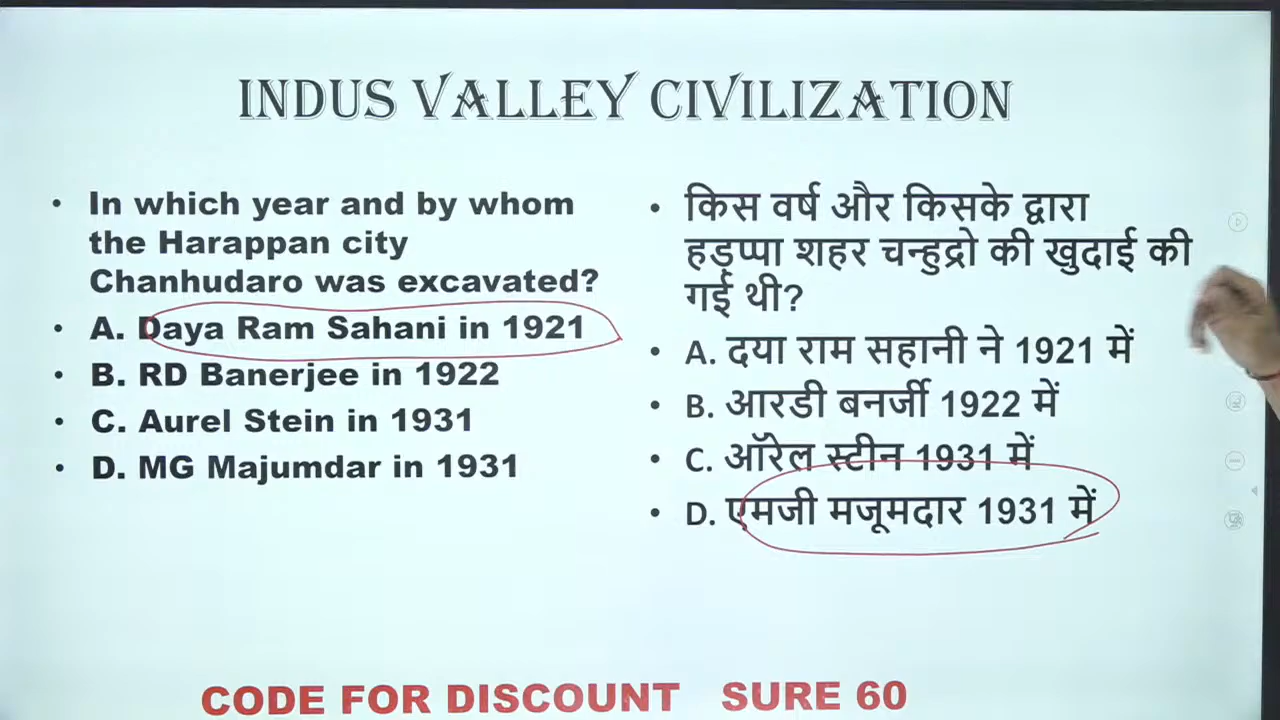 INDUS VALLEY CIVILIZATION
• In which year and by whom
the Harappan city
Chanhudaro was excavated?
• A. Daya Ram Sahani in 1921
• B. RD Banerjee in 1922
• C. Aurel Stein in 1931
• D. MG Majumdar in 1931
• किस वर्ष और किसके द्वारा
हड़प्पा शहर चन्हुद्रो की खुदाई की
गई थी?
• A. दया राम सहानी ने 1921 में
• B. आरडी बनर्जी 1922 में
• C. ऑरेल स्टीन 1931 में
• D. एमजी मजूमदार 1931 में
CODE FOR DISCOUNT SURE 60